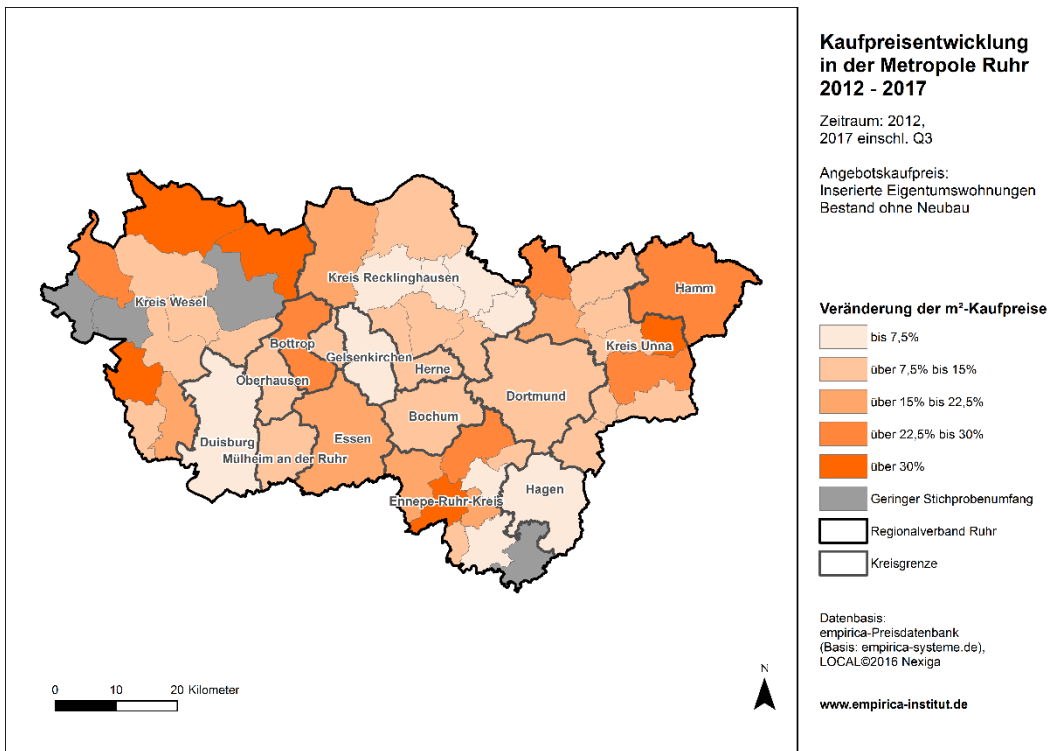 Kaufpreisentwicklung
in der Metropole Ruhr
2012 - 2017
Zeitraum: 2012,
2017 einschl. Q3
Angebotskaufpreis:
Inserierte Eigentumswohnungen
Bestand ohne Neubau
Veränderung der m²-Kaufpreise
bis 7,5%
über 7,5% bis 15%
über 15% bis 22,5%
über 22,5% bis 30%
über 30%
Geringer Stichprobenumfang
Regionalverband Ruhr
Kreisgrenze
Datenbasis:
empirica-Preisdatenbank
(Basis: empirica-systeme.de),
LOCAL©2016 Nexiga
www.empirica-institut.de
Kreis Recklinghausen
Hamm
Kreis Wesel
Bottrop
Gelsenkirchen
Kreis Unna
Herne
Oberhausen
Dortmund
Bochum
Duisburg
Essen
Mülheim an der Ruhr
Hagen
Ennepe-Ruhr-Kreis
0 10 20 Kilometer
N